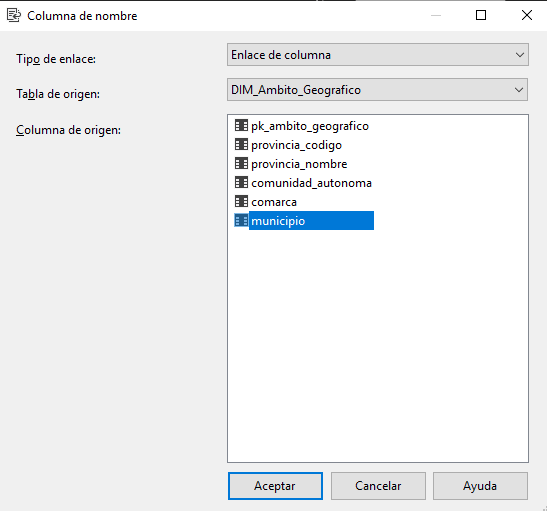 Columna de nombre
Tipo de enlace:
Enlace de columna
Tabla de origen:
DIM_Ambito_Geografico
Columna de origen:
pk_ambito_geografico
provincia_codigo
provincia_nombre
comunidad_autonoma
comarca
municipio
Aceptar
Cancelar
Ayuda